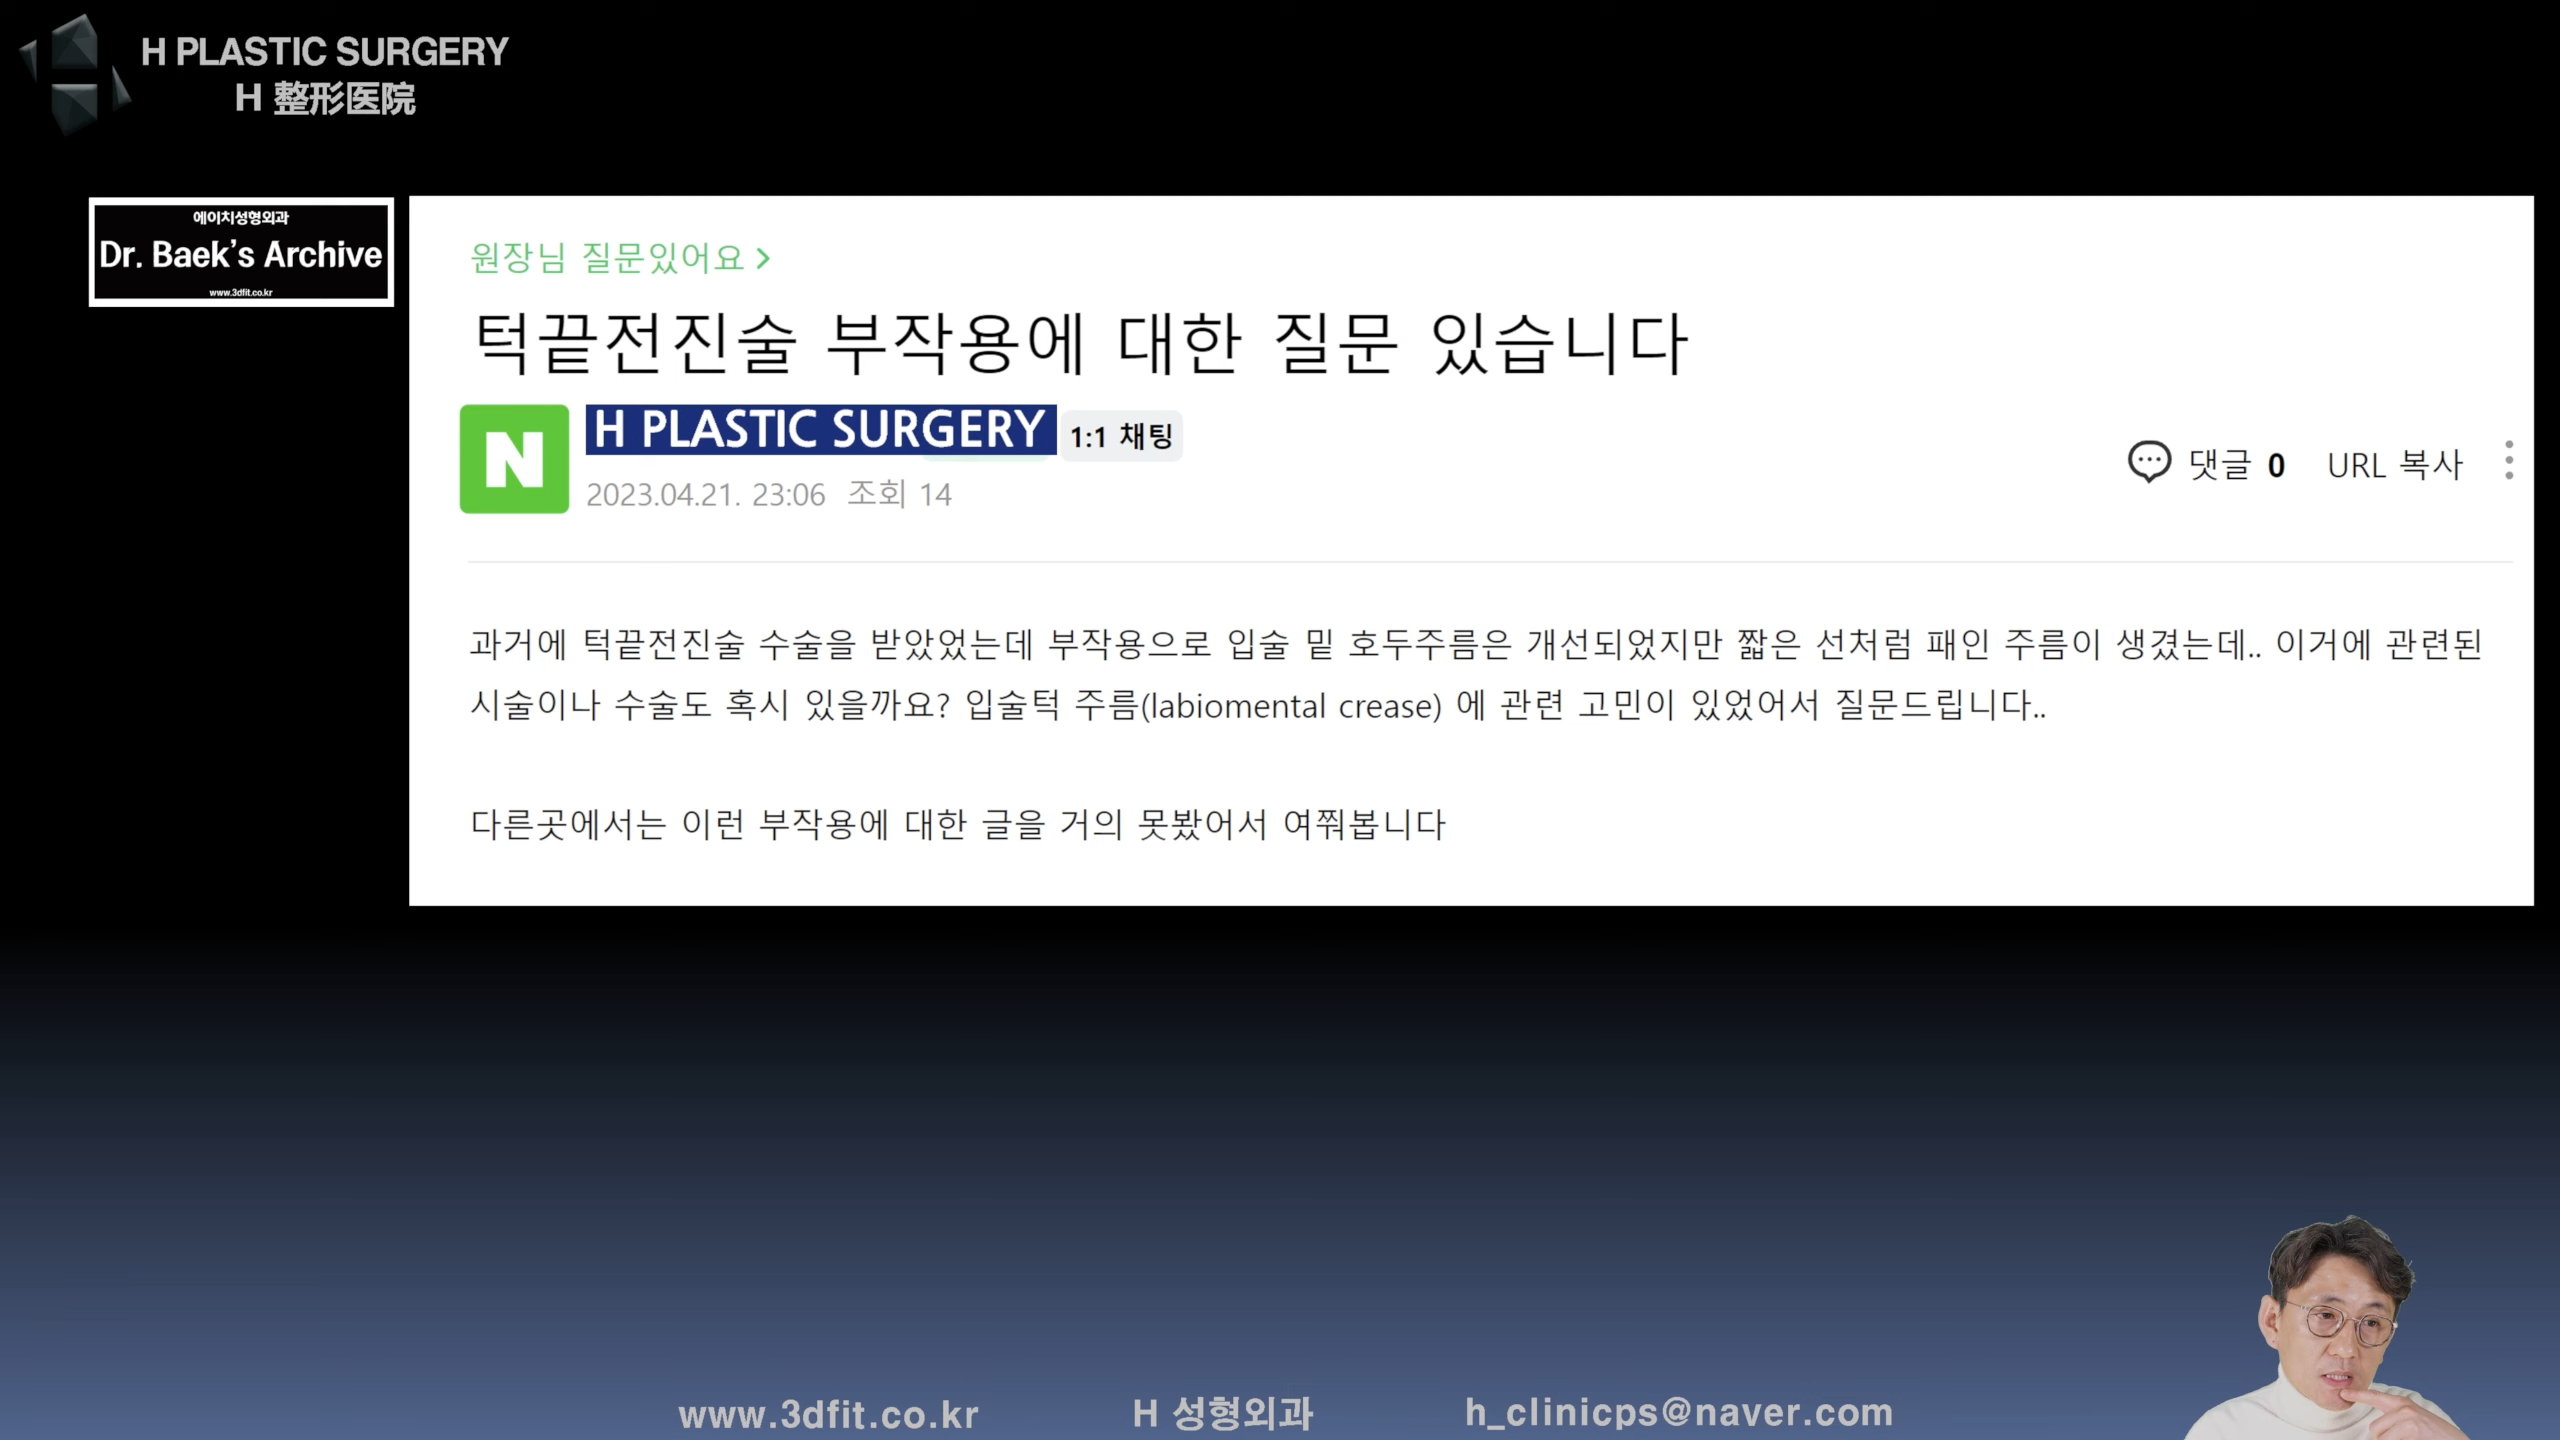 H PLASTIC SURGERY
H 整形医院
에이치성형외과
Dr. Baek's Archive
www.3dfit.co.kr
원장님 질문있어요 >
턱끝전진술 부작용에 대한 질문 있습니다
N
H PLASTIC SURGERY 1:1 채팅
2023.04.21. 23:06 조회 14
댓글 0 URL 복사
과거에 턱끝전진술 수술을 받았었는데 부작용으로 입술 밑 호두주름은 개선되었지만 짧은 선처럼 패인 주름이 생겼는데.. 이거에 관련된
시술이나 수술도 혹시 있을까요? 입술턱 주름(labiomental crease) 에 관련 고민이 있었어서 질문드립니다..
다른곳에서는 이런 부작용에 대한 글을 거의 못봤어서 여쭤봅니다
www.3dfit.co.kr H 성형외과 h_clinicps@naver.com